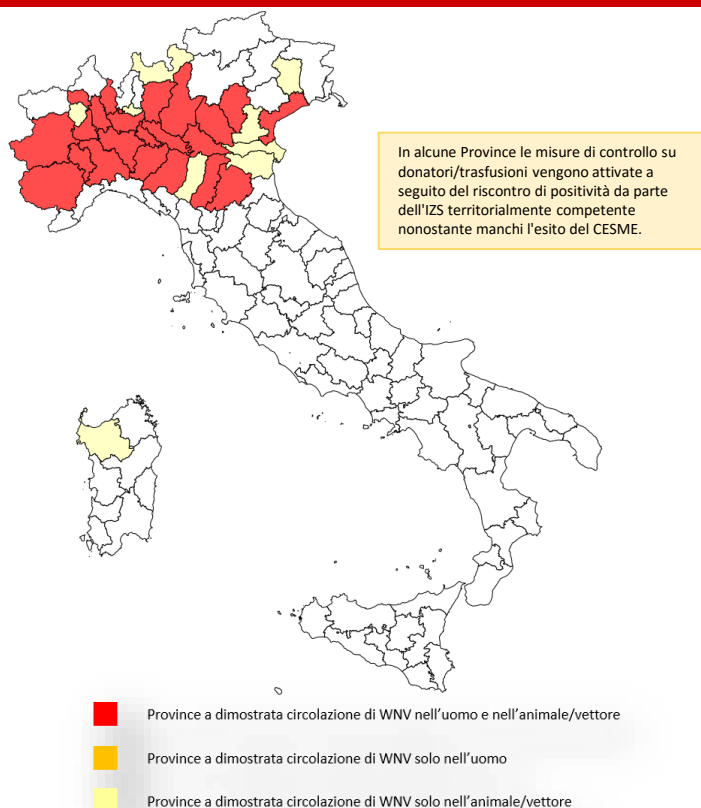 In alcune Province le misure di controllo su
donatori/trasfusioni vengono attivate a
seguito del riscontro di positività da parte
dell'IZS territorialmente competente
nonostante manchi l'esito del CESME.
Province a dimostrata circolazione di WNV nell'uomo e nell'animale/vettore
Province a dimostrata circolazione di WNV solo nell'uomo
Province a dimostrata circolazione di WNV solo nell'animale/vettore